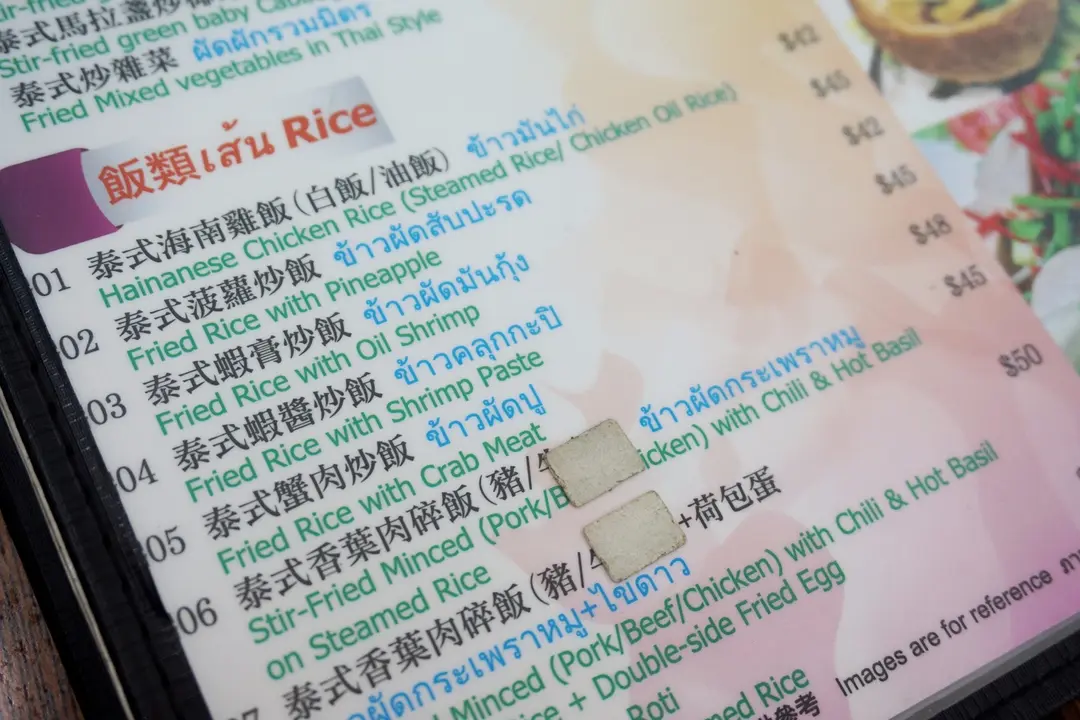 Stir-fried green baby Caba
泰式炒雜菜 ผัดผักรวมมิตร
Fried Mixed vegetables in Thai Style
飯類เส้น Rice
01 泰式海南雞飯(白飯/油飯) ข้าวมันไก่ $42
Hainanese Chicken Rice (Steamed Rice/ Chicken Oil Rice)
02 泰式菠蘿炒飯 ข้าวผัดสับปะรด $45
Fried Rice with Pineapple
03 泰式蝦膏炒飯 ข้าวผัดมันกุ้ง $42
Fried Rice with Oil Shrimp
04 泰式蝦醬炒飯 ข้าวคลุกกะปิ $45
Fried Rice with Shrimp Paste
05 泰式蟹肉炒飯 ข้าวผัดปู $48
Fried Rice with Crab Meat
06 泰式香葉肉碎飯(豬/ ข้าวผัดกระเพราหมู $45
Stir-Fried Minced (Pork/B icken) with Chili & Hot Basil
on Steamed Rice
泰式香葉肉碎飯(豬/ +荷包蛋 $50
ผัดกระเพราหมู+ไข่ดาว
Minced (Pork/Beef/Chicken) with Chili & Hot Basil
+ Double-side Fried Egg
Roti
Rice
參考 Images are for reference